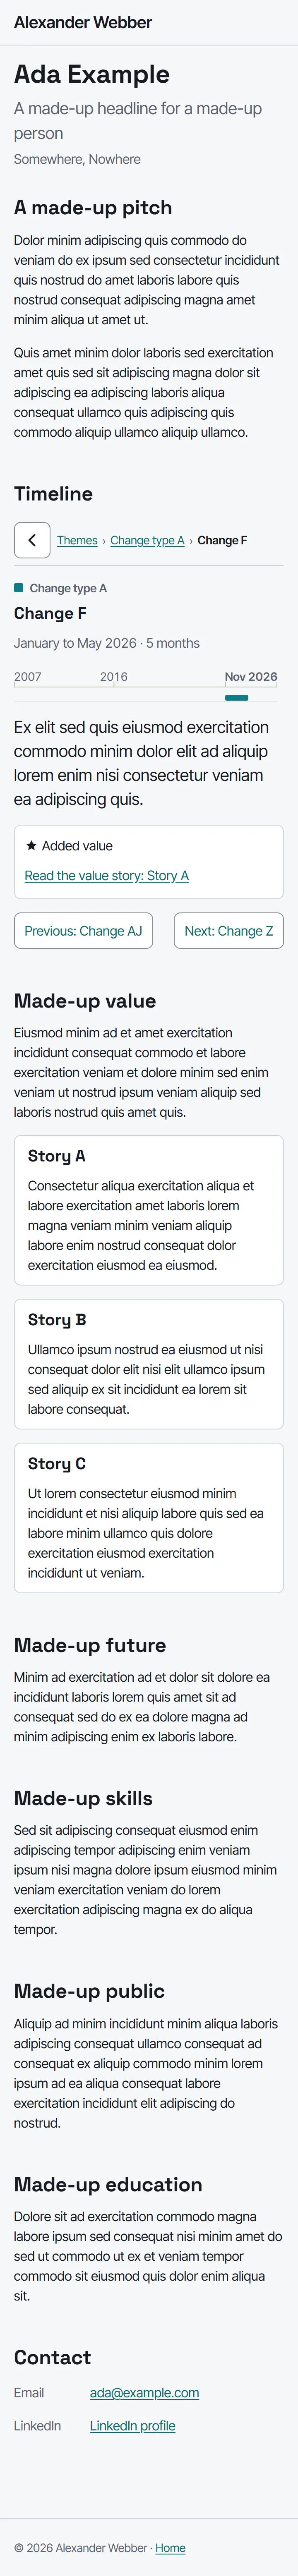 Alexander Webber
Ada Example
A made-up headline for a made-up
person
Somewhere, Nowhere
A made-up pitch
Dolor minim adipiscing quis commodo do
veniam do ex ipsum sed consectetur incididunt
quis nostrud do amet laboris labore quis
nostrud consequat adipiscing magna amet
minim aliqua ut amet ut.
Quis amet minim dolor laboris sed exercitation
amet quis sed sit adipiscing magna dolor sit
adipiscing ea adipiscing laboris aliqua
consequat ullamco quis adipiscing quis
commodo aliquip ullamco aliquip ullamco.
Timeline
Themes › Change type A › Change F
Change type A
Change F
January to May 2026 · 5 months
2007 2016 Nov 2026
Ex elit sed quis eiusmod exercitation
commodo minim dolor elit ad aliquip
lorem enim nisi consectetur veniam
ea adipiscing quis.
★ Added value
Read the value story: Story A
Previous: Change AJ Next: Change Z
Made-up value
Eiusmod minim ad et amet exercitation
incididunt consequat commodo et labore
exercitation veniam et dolore minim sed enim
veniam ut nostrud ipsum veniam aliquip sed
laboris nostrud quis amet quis.
Story A
Consectetur aliqua exercitation aliqua et
labore exercitation amet laboris lorem
magna veniam minim veniam aliquip
labore enim nostrud consequat dolor
exercitation eiusmod ea eiusmod.
Story B
Ullamco ipsum nostrud ea eiusmod ut nisi
consequat dolor elit nisi elit ullamco ipsum
sed aliquip ex sit incididunt ea lorem sit
labore consequat.
Story C
Ut lorem consectetur eiusmod minim
incididunt et nisi aliquip labore quis sed ea
labore minim ullamco quis dolore
exercitation eiusmod exercitation
incididunt ut veniam.
Made-up future
Minim ad exercitation ad et dolor sit dolore ea
incididunt laboris lorem quis amet sit ad
consequat sed do ex ea dolore magna ad
minim adipiscing enim ex laboris labore.
Made-up skills
Sed sit adipiscing consequat eiusmod enim
adipiscing tempor adipiscing enim veniam
ipsum nisi magna dolore ipsum eiusmod minim
veniam exercitation veniam do lorem
exercitation adipiscing magna ex do aliqua
tempor.
Made-up public
Aliquip ad minim incididunt minim aliqua laboris
adipiscing consequat ullamco consequat ad
consequat ex aliquip commodo minim lorem
ipsum ad ea aliqua consequat labore
exercitation incididunt elit adipiscing do
nostrud.
Made-up education
Dolore sit ad exercitation commodo magna
labore ipsum sed consequat nisi minim amet do
sed ut commodo ut ex et veniam tempor
commodo sit eiusmod quis dolor enim aliqua
sit.
Contact
Email ada@example.com
LinkedIn LinkedIn profile
© 2026 Alexander Webber · Home